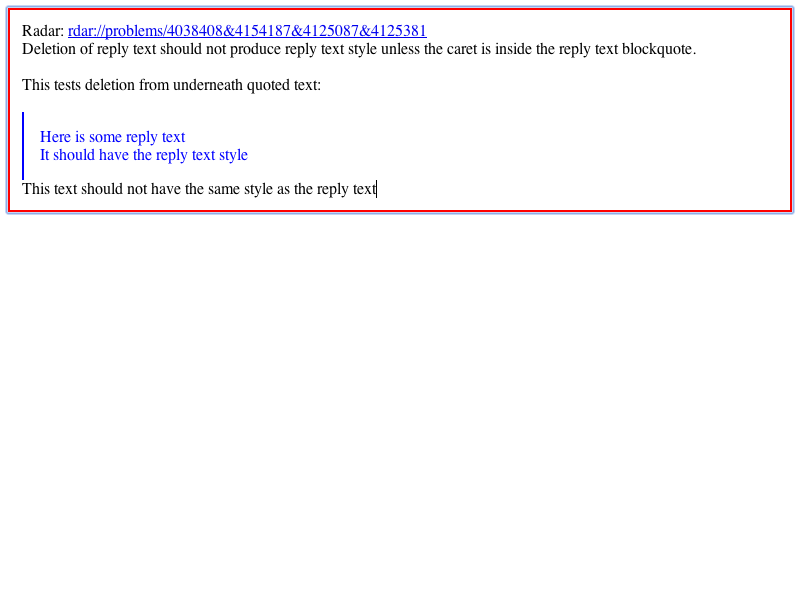 Radar: rdar://problems/4038408&4154187&4125087&4125381
Deletion of reply text should not produce reply text style unless the caret is inside the reply text blockquote.
This tests deletion from underneath quoted text:
Here is some reply text
It should have the reply text style
This text should not have the same style as the reply text